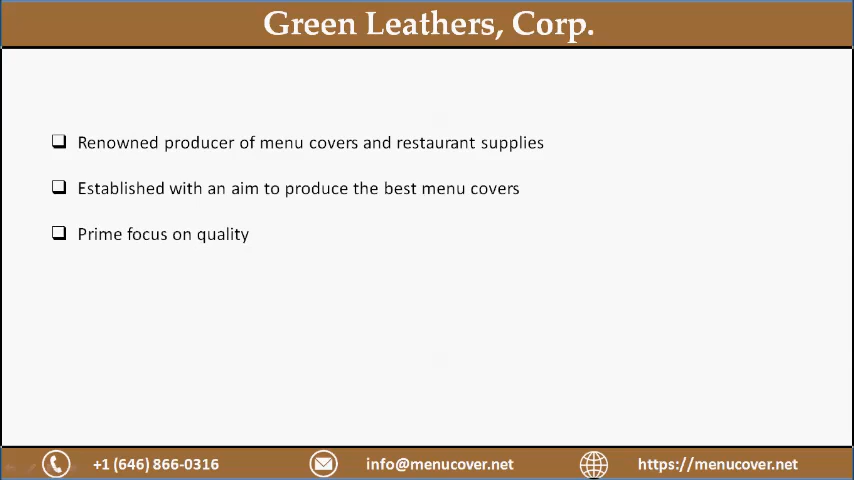 Green Leathers, Corp.
Renowned producer of menu covers and restaurant supplies
Established with an aim to produce the best menu covers
Prime focus on quality
+1 (646) 866-0316
info@menucover.net
https://menucover.net